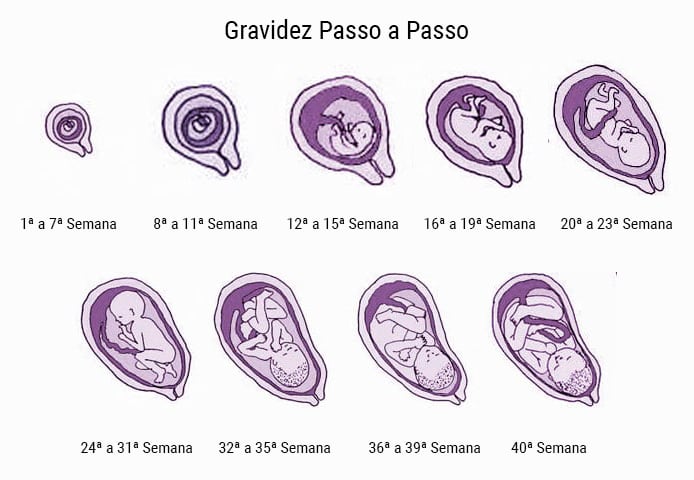 Gravidez Passo a Passo
1ª a 7ª Semana
8ª a 11ª Semana
12ª a 15ª Semana
16ª a 19ª Semana
20ª a 23ª Semana
24ª a 31ª Semana
32ª a 35ª Semana
36ª a 39ª Semana
40ª Semana